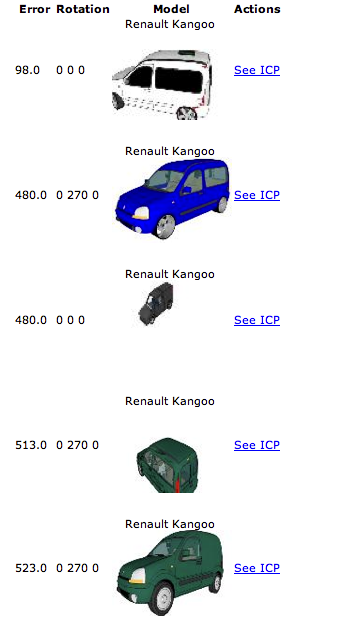 Error Rotation Model Actions
Renault Kangoo
98.0 0 0 0 See ICP
Renault Kangoo
480.0 0 270 0 See ICP
Renault Kangoo
480.0 0 0 0 See ICP
Renault Kangoo
513.0 0 270 0 See ICP
Renault Kangoo
523.0 0 270 0 See ICP